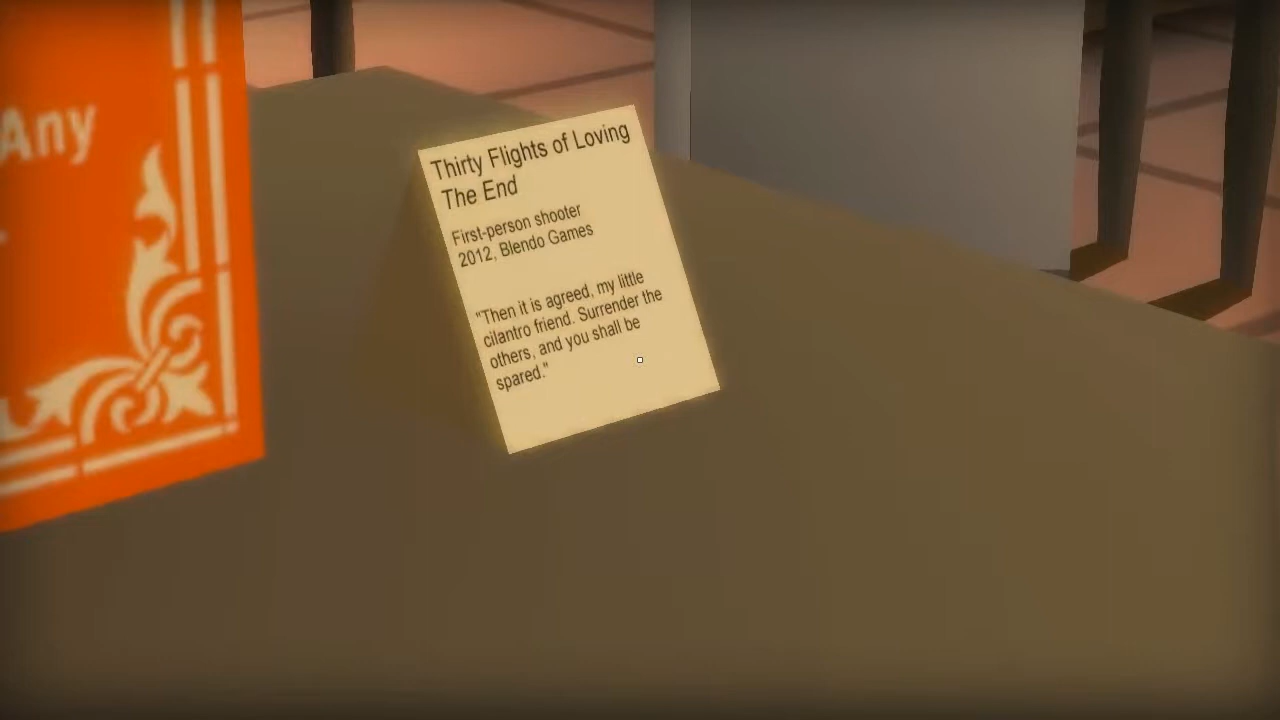 Any
Thirty Flights of Loving
The End
First-person shooter
2012, Blendo Games
"Then it is agreed, my little
cilantro friend. Surrender the
others, and you shall be
spared."